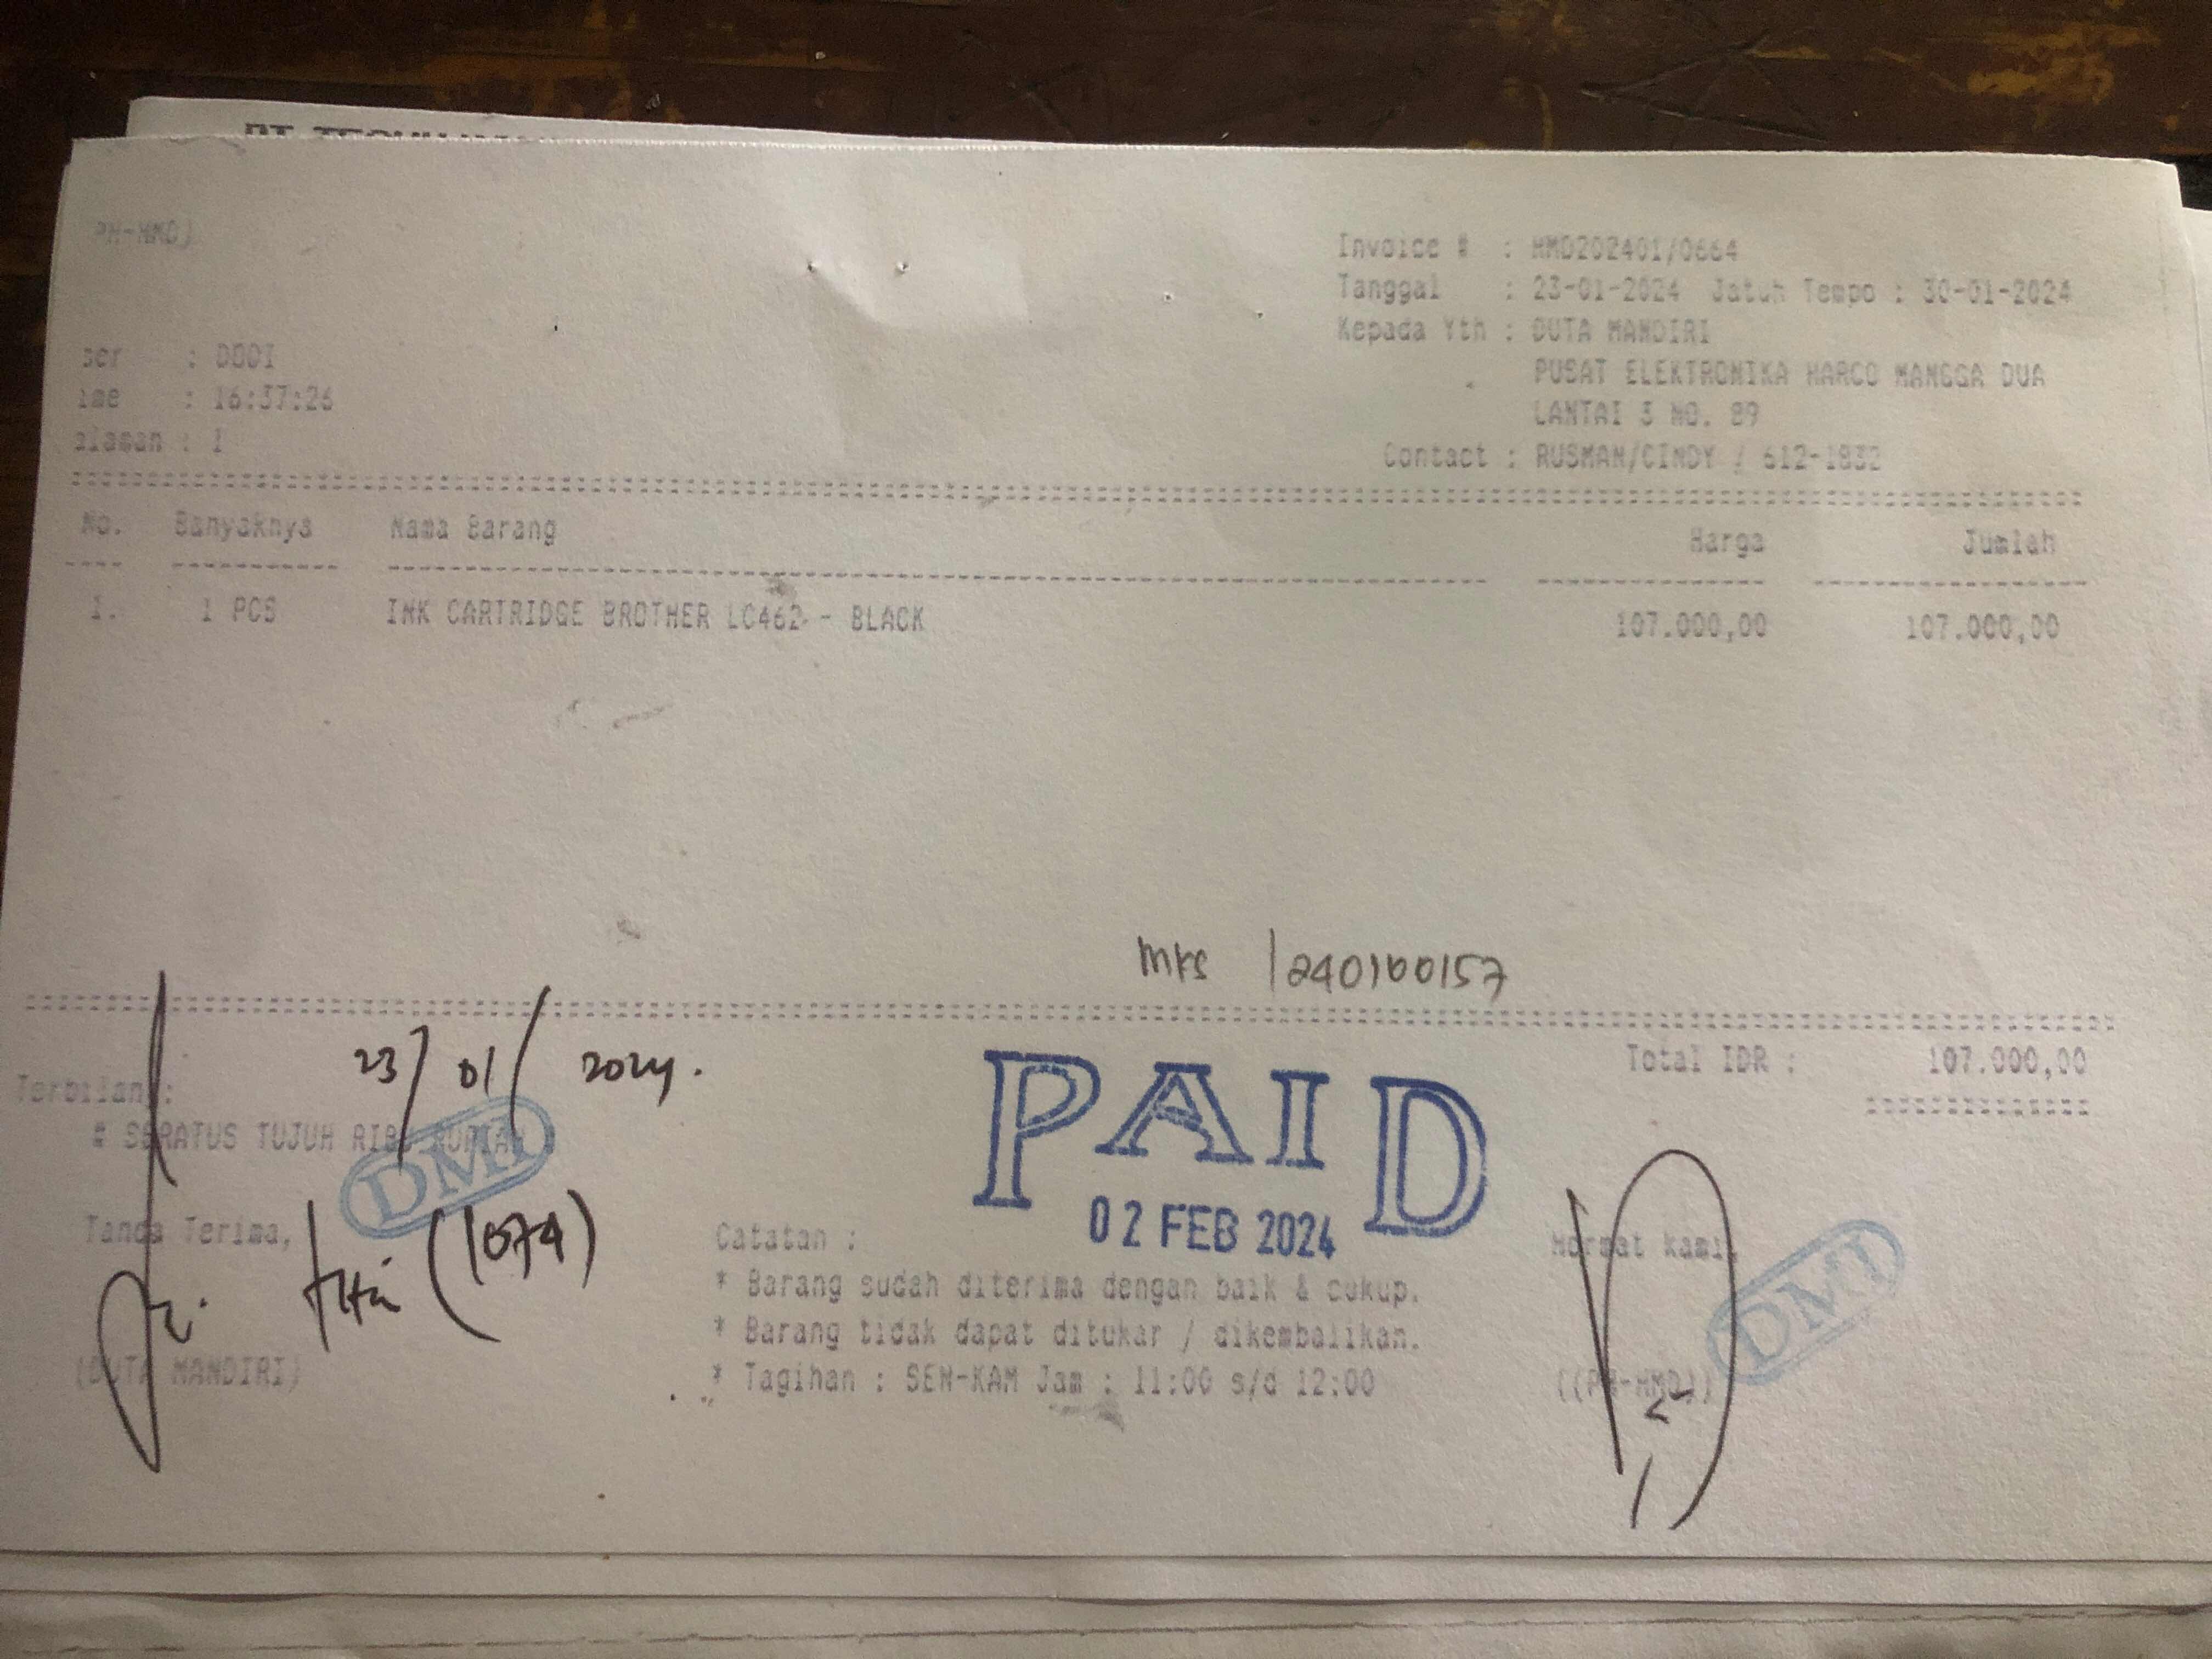 PH-HMD)
Invoice # : HMD202401/0664
Tanggal : 23-01-2024 Jatuh Tempo : 30-01-2024
Kepada Yth : DUTA MANDIRI
PUSAT ELEKTRONIKA HARCO MANGGA DUA
LANTAI 3 NO. 89
Contact : RUSMAN/CINDY / 612-1832
ser : DODI
ime : 16:37:26
alaman : 1
No. Banyaknya Nama Barang Harga Jumlah
1. 1 PCS INK CARTRIDGE BROTHER LC462 - BLACK 107.000,00 107.000,00
mks /240100157
23/01/2024.
Total IDR : 107.000,00
Terbilang :
# SERATUS TUJUH RIBU RUPIAH
DMI
PAID
02 FEB 2024
Tanda Terima,
(1074)
(DUTA MANDIRI)
Catatan :
* Barang sudah diterima dengan baik & cukup.
* Barang tidak dapat ditukar / dikembalikan.
* Tagihan : SEN-KAM Jam : 11:00 s/d 12:00
Hormat kami,
DMI
((PH-HMD))